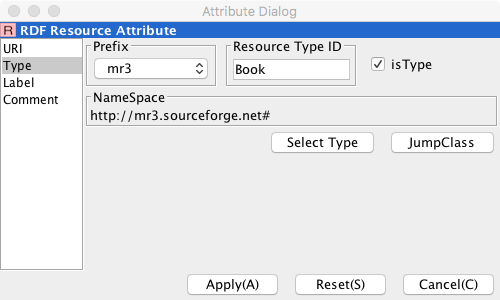 Attribute Dialog
R RDF Resource Attribute
URI
Type
Label
Comment
Prefix
mr3
Resource Type ID
Book
isType
NameSpace
http://mr3.sourceforge.net#
Select Type
JumpClass
Apply(A)
Reset(S)
Cancel(C)